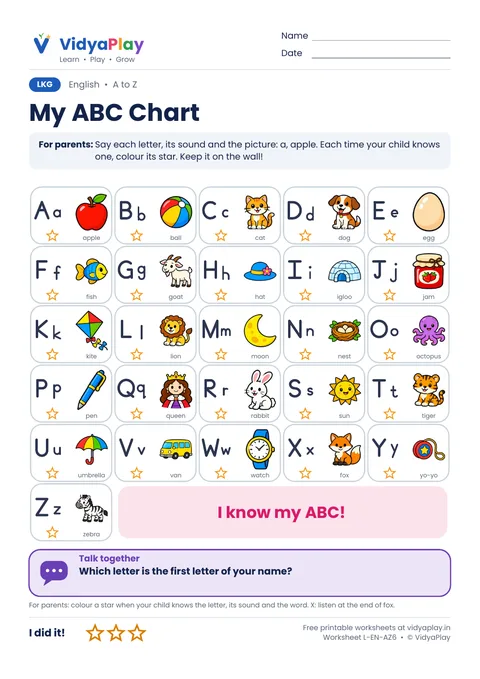 VidyaPlay
Learn • Play • Grow
Name
Date
LKG English • A to Z
My ABC Chart
For parents: Say each letter, its sound and the picture: a, apple. Each time your child knows
one, colour its star. Keep it on the wall!
A a apple
B b ball
C c cat
D d dog
E e egg
F f fish
G g goat
H h hat
I i igloo
J j jam
K k kite
L l lion
M m moon
N n nest
O o octopus
P p pen
Q q queen
R r rabbit
S s sun
T t tiger
U u umbrella
V v van
W w watch
X x fox
Y y yo-yo
Z z zebra
I know my ABC!
Talk together
Which letter is the first letter of your name?
For parents: colour a star when your child knows the letter, its sound and the word. X: listen at the end of fox.
I did it!
Free printable worksheets at vidyaplay.in
Worksheet L-EN-AZ6 • © VidyaPlay